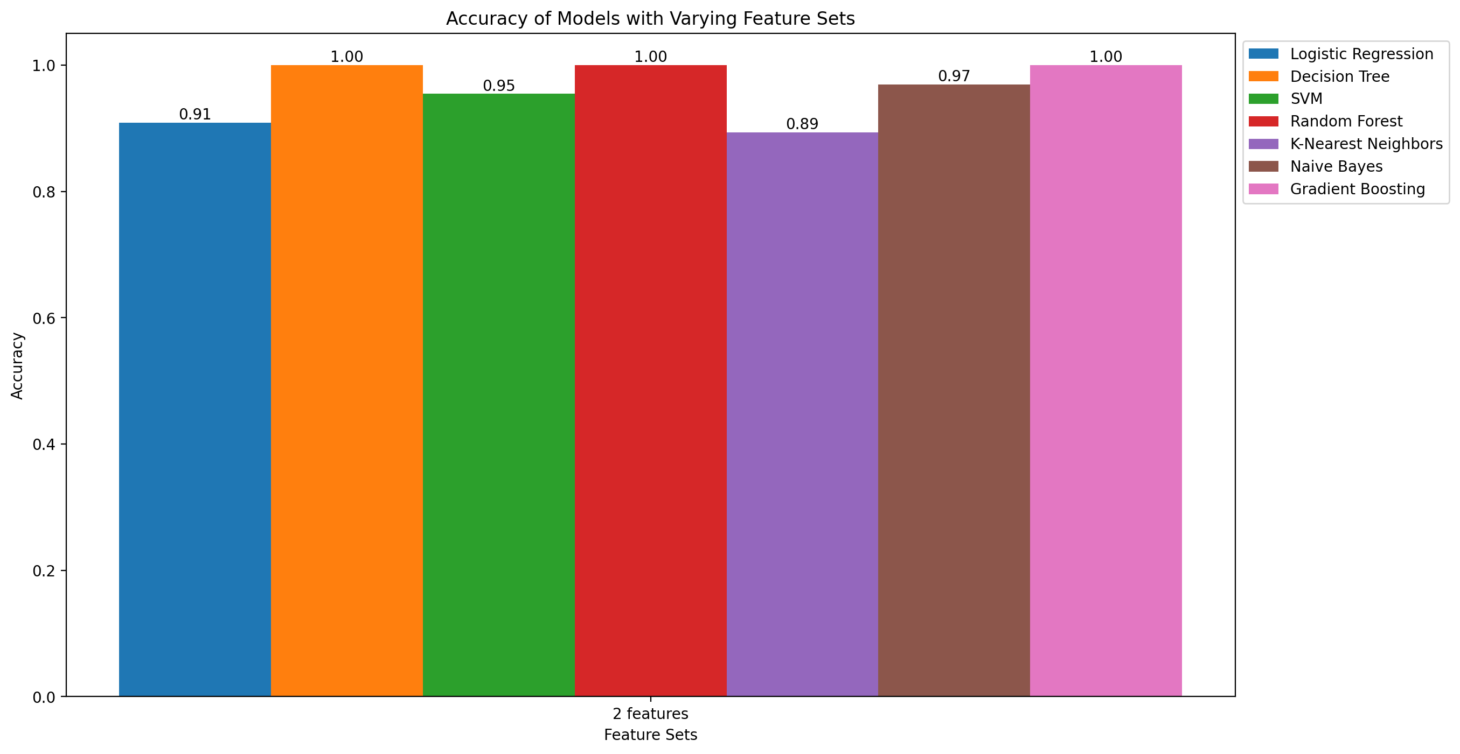 Accuracy of Models with Varying Feature Sets
1.0
0.8
0.6
0.4
0.2
0.0
Accuracy
0.91
1.00
0.95
1.00
0.89
0.97
1.00
2 features
Feature Sets
Logistic Regression
Decision Tree
SVM
Random Forest
K-Nearest Neighbors
Naive Bayes
Gradient Boosting